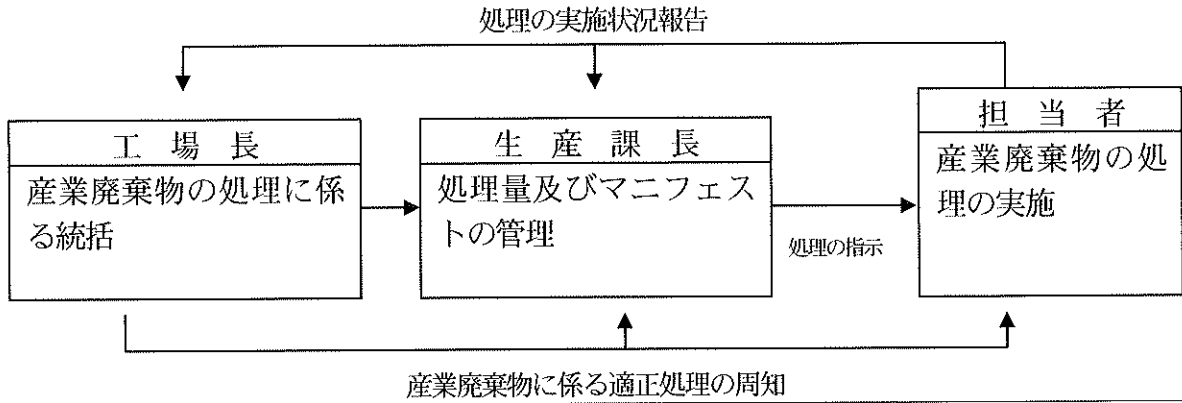 処理の実施状況報告
工場長
産業廃棄物の処理に係
る統括
生産課長
処理量及びマニフェス
トの管理
処理の指示
担当者
産業廃棄物の処
理の実施
産業廃棄物に係る適正処理の周知